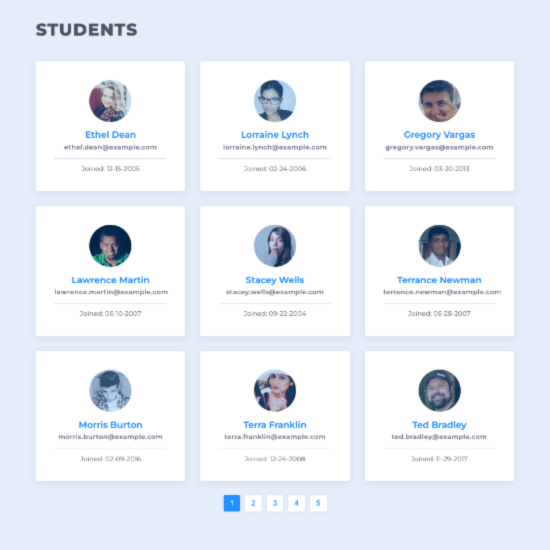 STUDENTS
Ethel Dean
ethel.dean@example.com
Joined: 12-15-2005
Lorraine Lynch
lorraine.lynch@example.com
Joined: 02-24-2006
Gregory Vargas
gregory.vargas@example.com
Joined: 03-20-2013
Lawrence Martin
lawrence.martin@example.com
Joined: 06-10-2007
Stacey Wells
stacey.wells@example.com
Joined: 09-22-2004
Terrance Newman
terrance.newman@example.com
Joined: 06-28-2007
Morris Burton
morris.burton@example.com
Joined: 02-09-2016
Terra Franklin
terra.franklin@example.com
Joined: 12-24-2008
Ted Bradley
ted.bradley@example.com
Joined: 11-29-2017
1 2 3 4 5